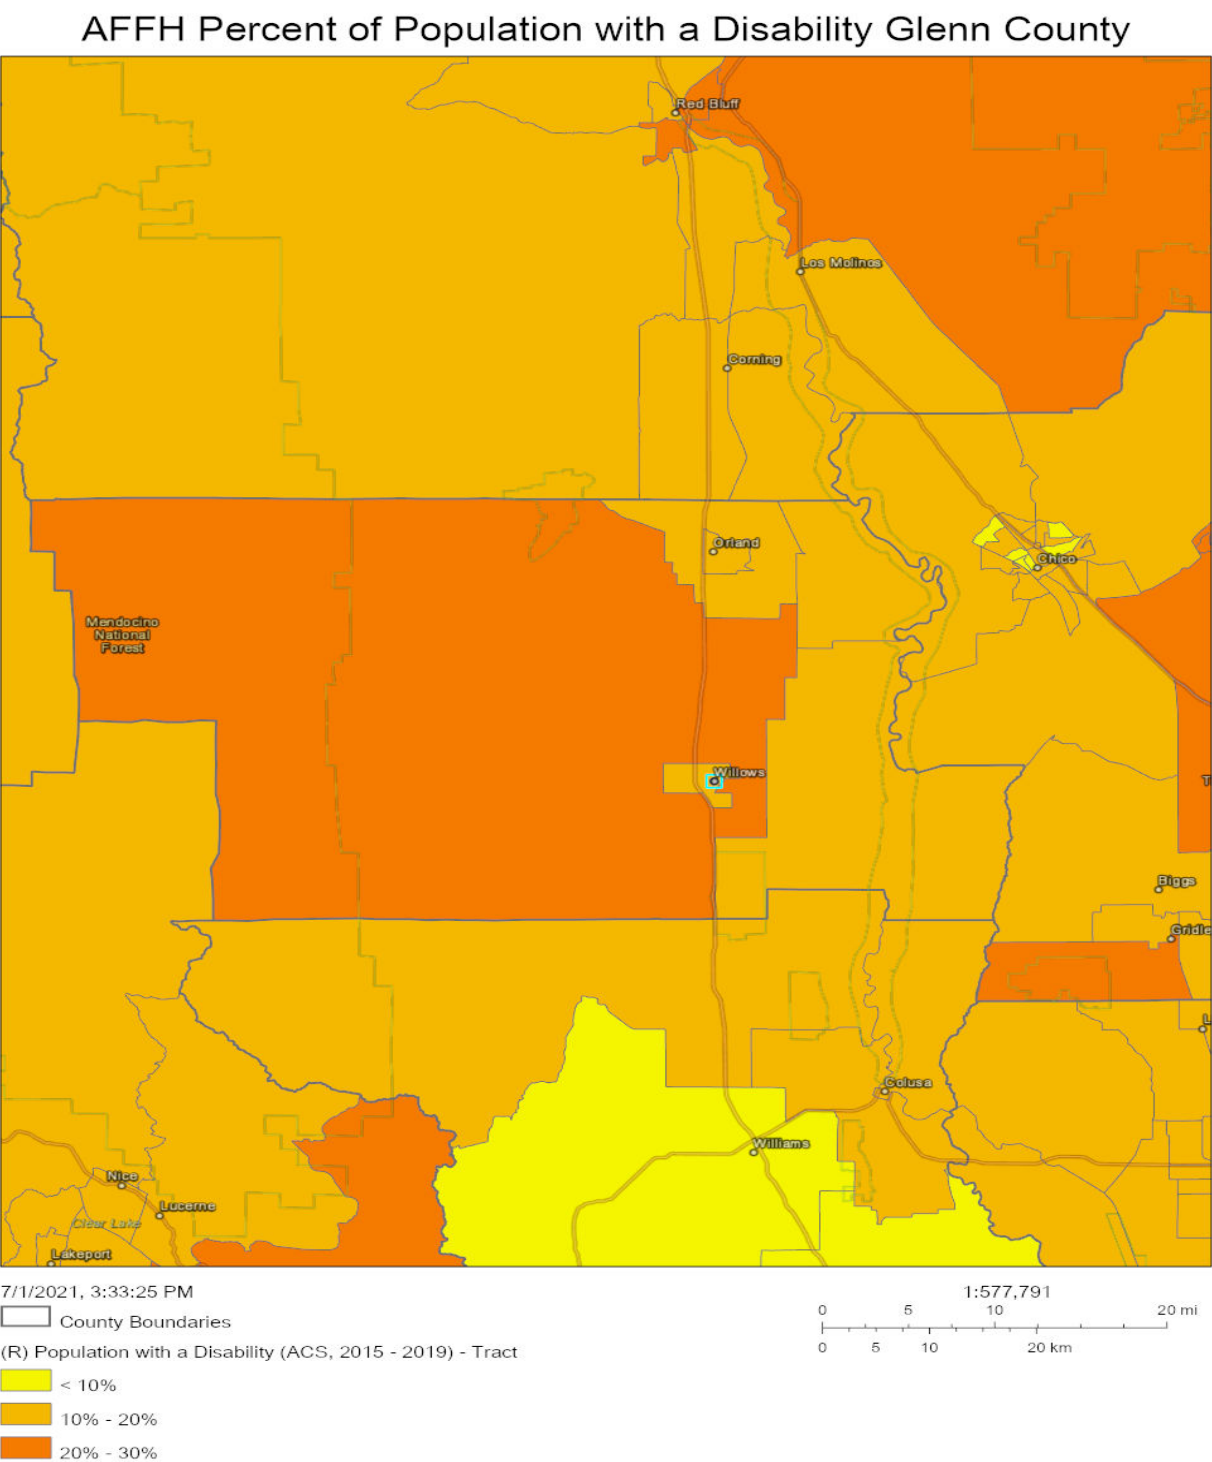 AFFH Percent of Population with a Disability Glenn County
Red Bluff
Los Molinos
Corning
Orland
Chico
Mendocino
National
Forest
Willows
Biggs
Gridle
Colusa
Williams
Nice
Lucerne
Clear Lake
Lakeport
7/1/2021, 3:33:25 PM
1:577,791
0 5 10 20 mi
0 5 10 20 km
County Boundaries
(R) Population with a Disability (ACS, 2015 - 2019) - Tract
< 10%
10% - 20%
20% - 30%